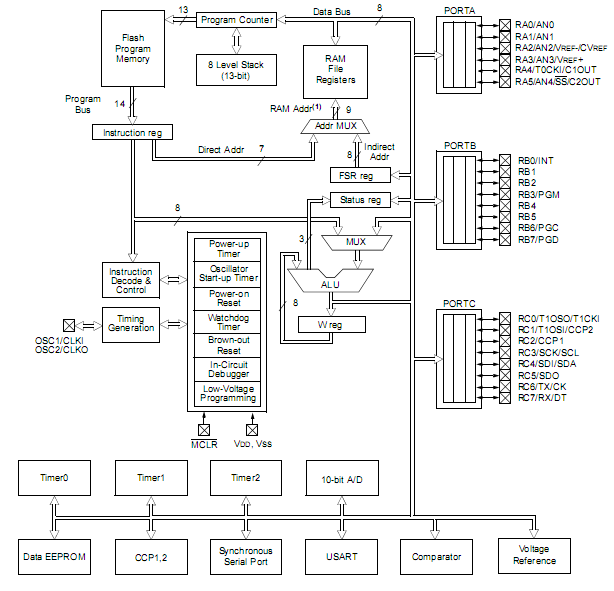 13
Data Bus
8
PORTA
Program Counter
Flash
Program
Memory
8 Level Stack
(13-bit)
RAM
File
Registers
RA0/AN0
RA1/AN1
RA2/AN2/VREF-/CVREF
RA3/AN3/VREF+
RA4/T0CKI/C1OUT
RA5/AN4/SS/C2OUT
Program
Bus
14
RAM Addr(1)
9
Instruction reg
Addr MUX
Direct Addr
7
8
Indirect
Addr
FSR reg
Status reg
PORTB
RB0/INT
RB1
RB2
RB3/PGM
RB4
RB5
RB6/PGC
RB7/PGD
8
3
MUX
ALU
8
W reg
Instruction
Decode &
Control
Timing
Generation
OSC1/CLKI
OSC2/CLKO
Power-up
Timer
Oscillator
Start-up Timer
Power-on
Reset
Watchdog
Timer
Brown-out
Reset
In-Circuit
Debugger
Low-Voltage
Programming
MCLR
VDD, VSS
PORTC
RC0/T1OSO/T1CKI
RC1/T1OSI/CCP2
RC2/CCP1
RC3/SCK/SCL
RC4/SDI/SDA
RC5/SDO
RC6/TX/CK
RC7/RX/DT
Timer0
Timer1
Timer2
10-bit A/D
Data EEPROM
CCP1,2
Synchronous
Serial Port
USART
Comparator
Voltage
Reference